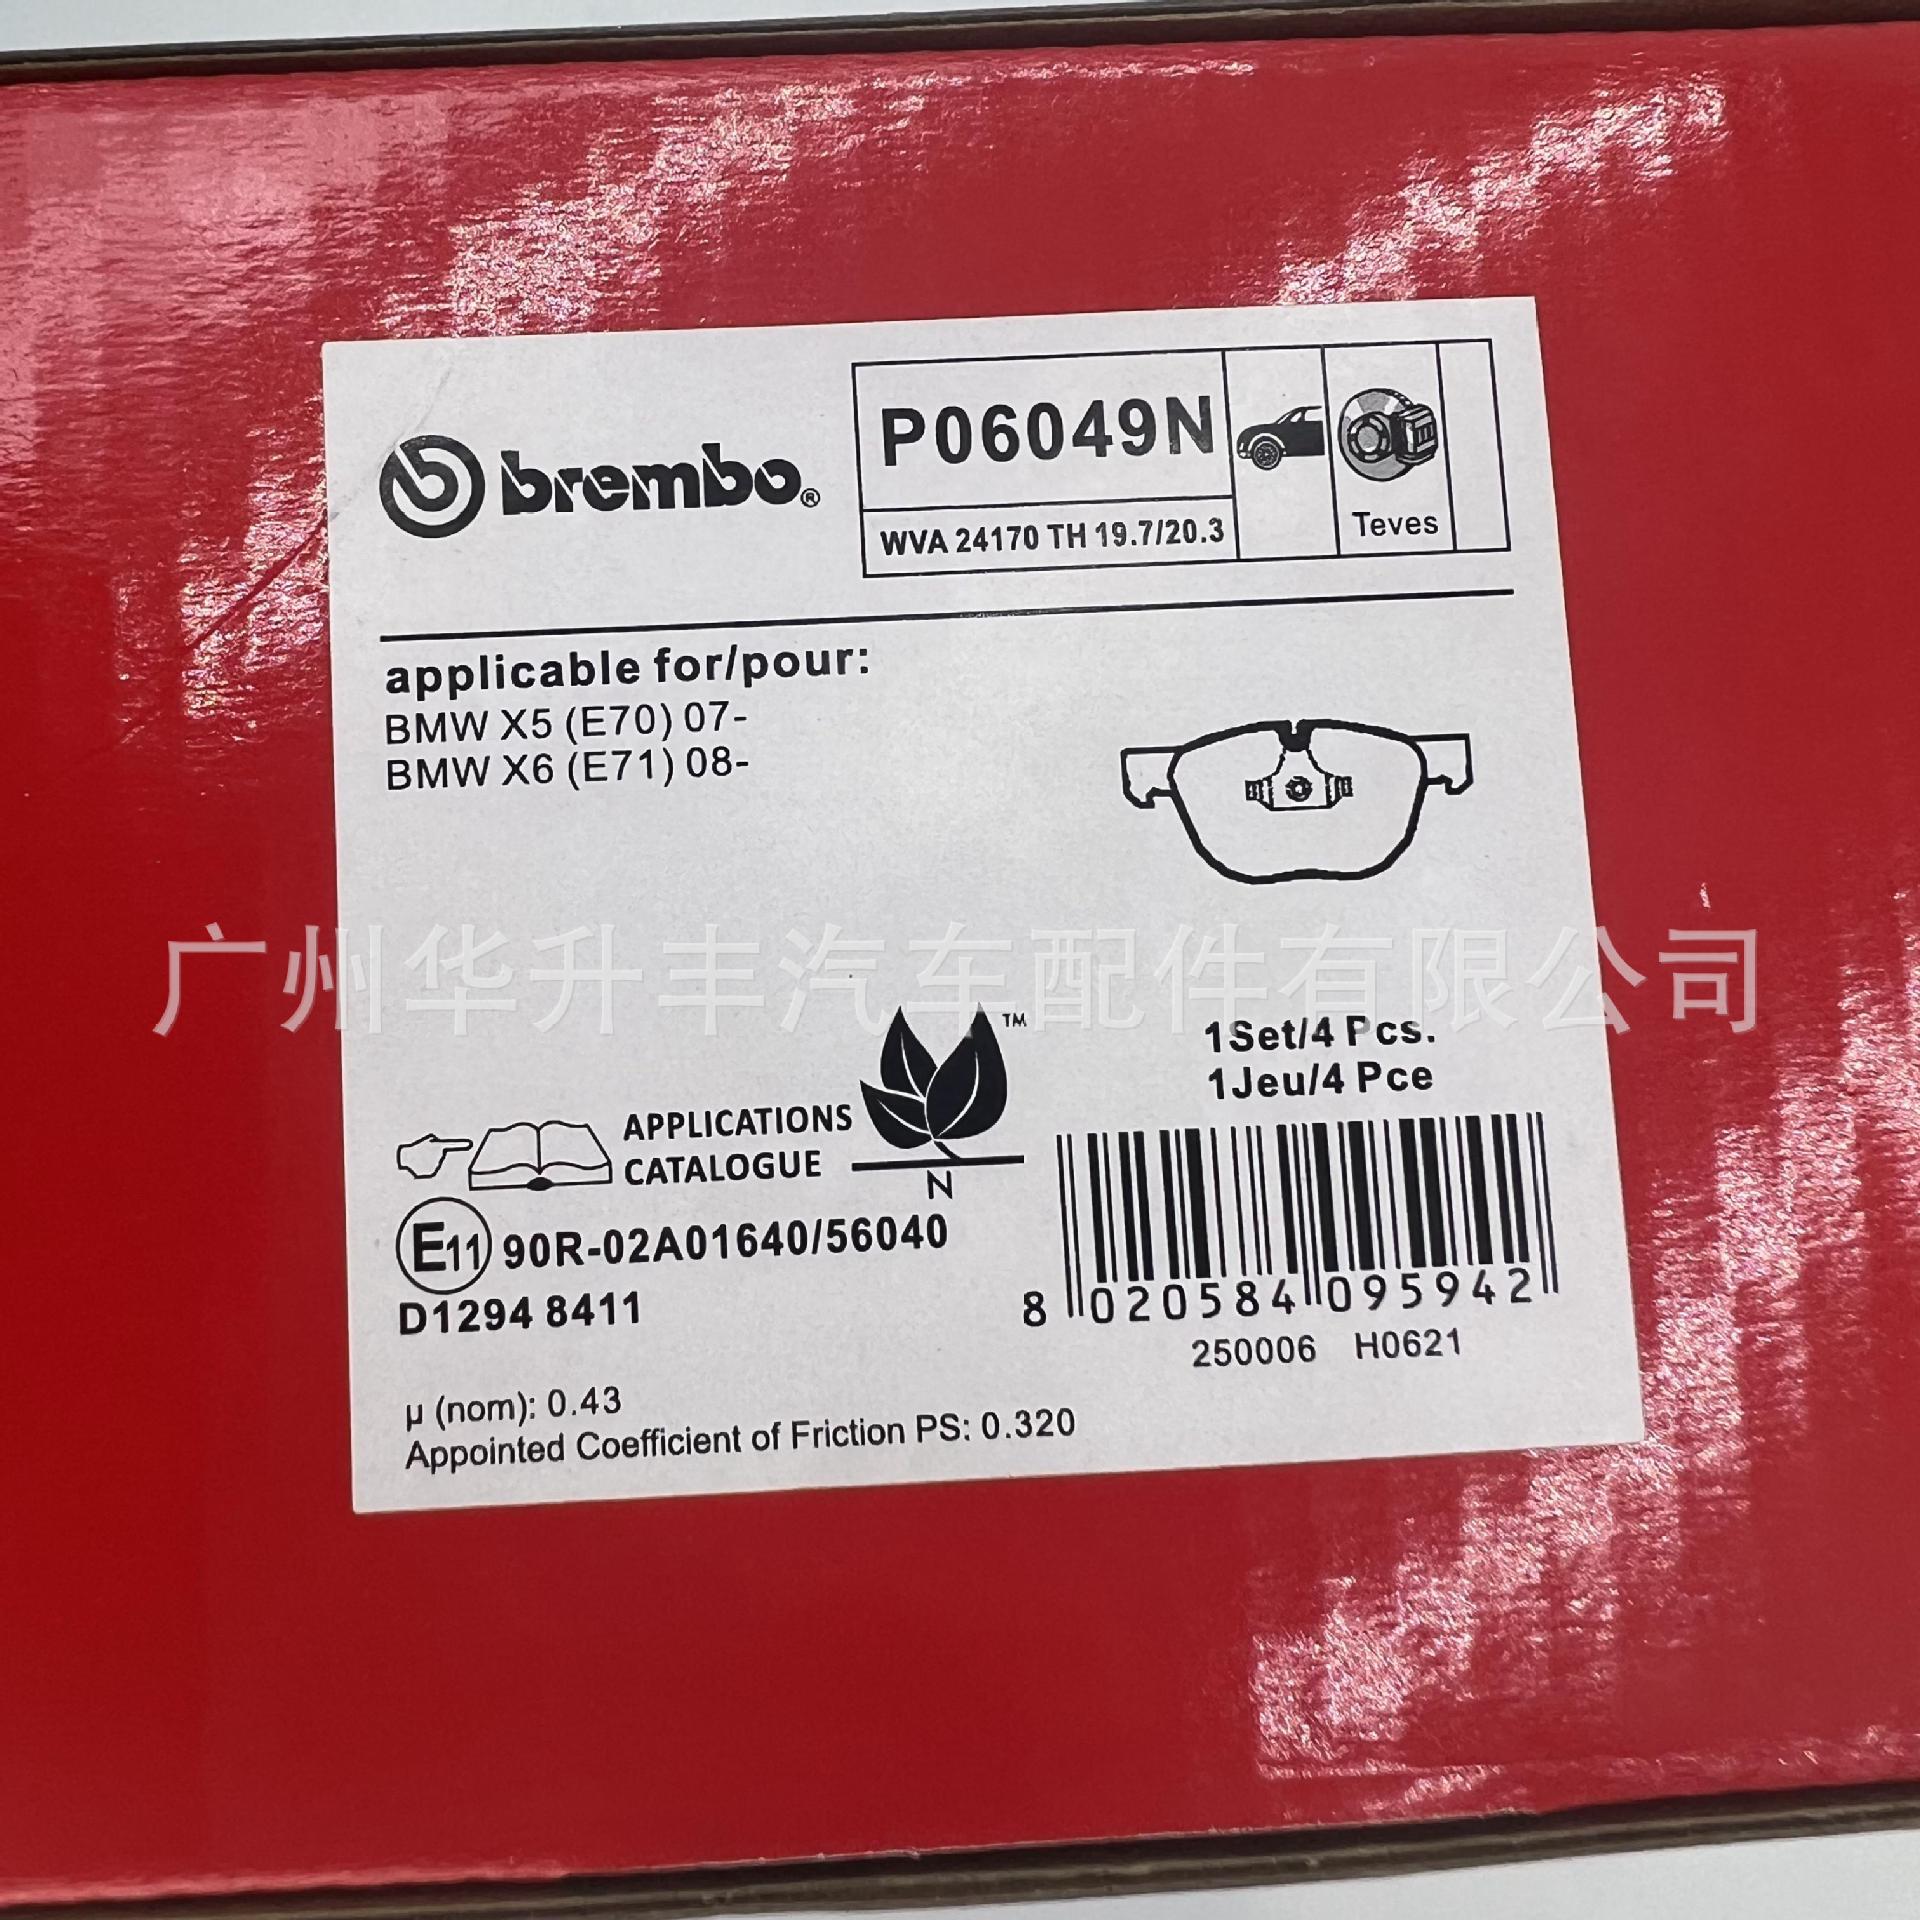 brembo®
P06049N
WVA 24170 TH 19.7/20.3
Teves
applicable for/pour:
BMW X5 (E70) 07-
BMW X6 (E71) 08-
广州华升丰汽车配件有限公司
TM
1Set/4 Pcs.
1Jeu/4 Pce
APPLICATIONS
CATALOGUE
N
E11 90R-02A01640/56040
D1294 8411
8 020584 095942
250006 H0621
µ (nom): 0.43
Appointed Coefficient of Friction PS: 0.320